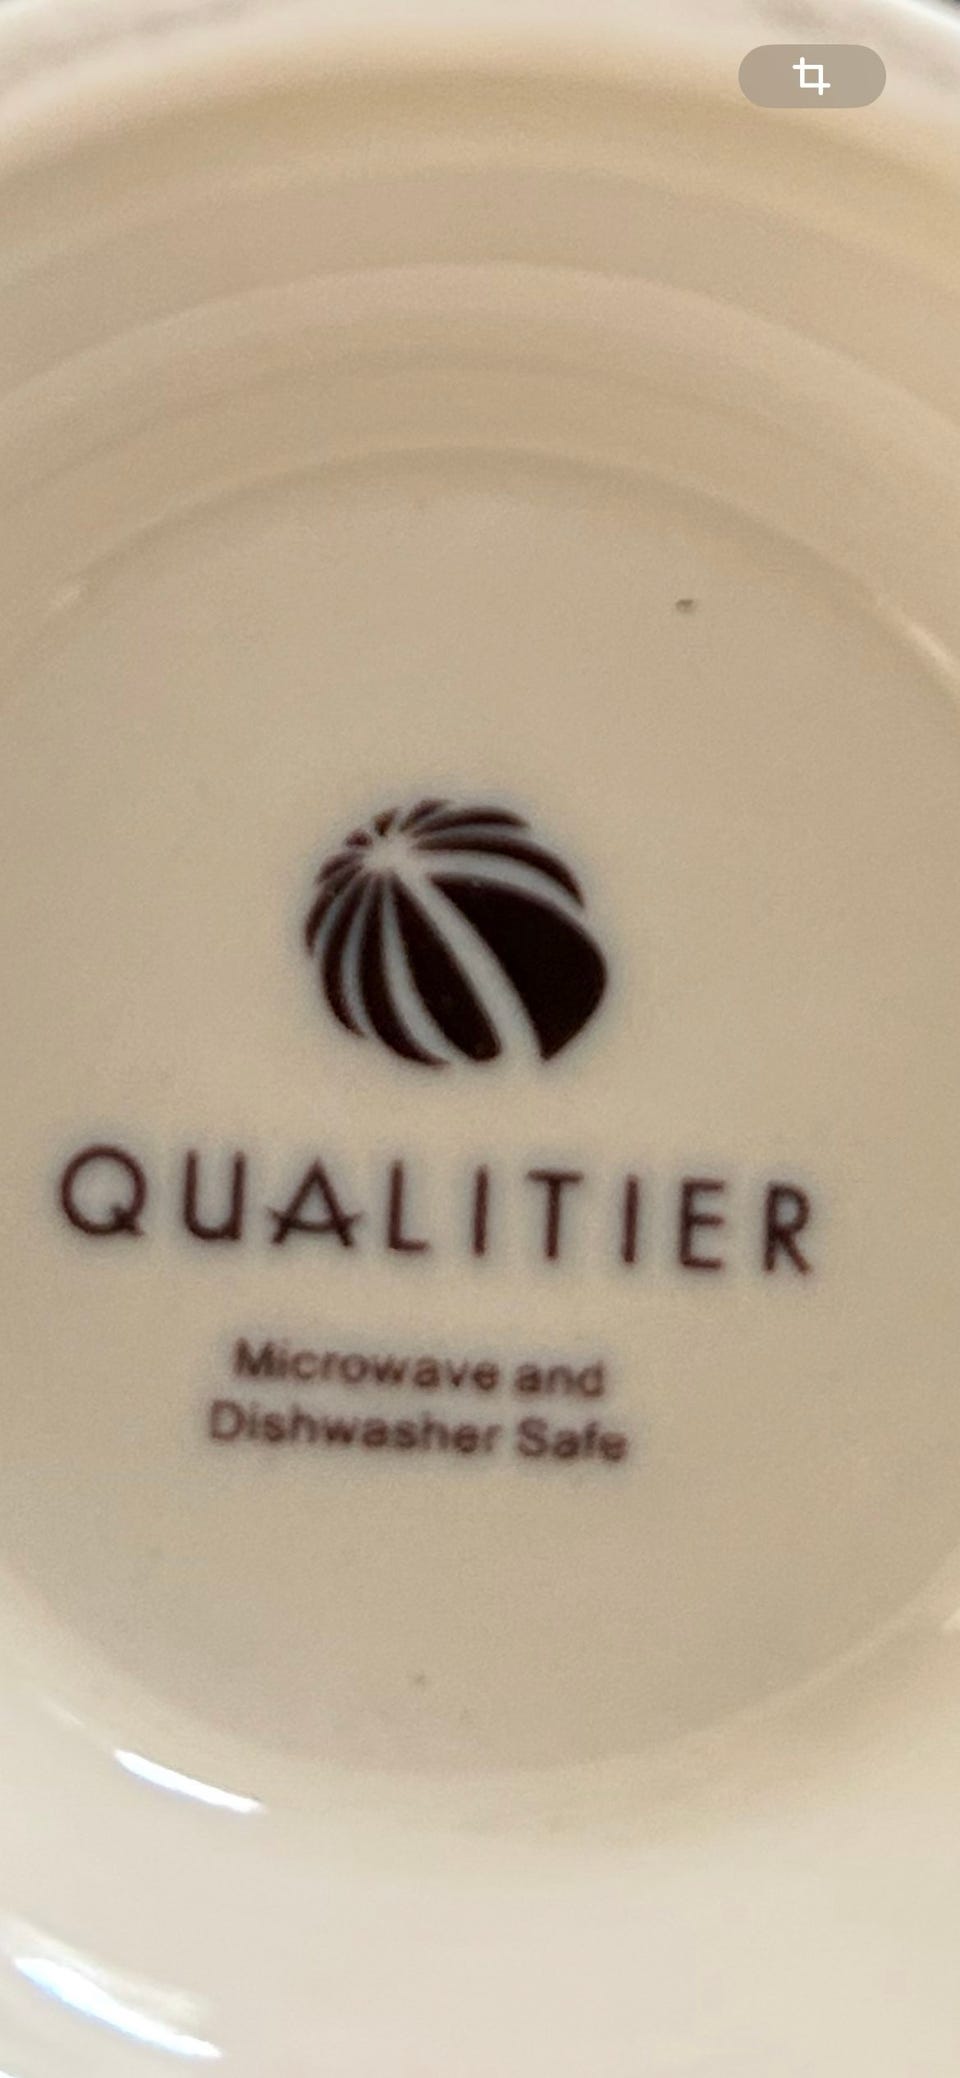 QUALITIER
Microwave and
Dishwasher Safe